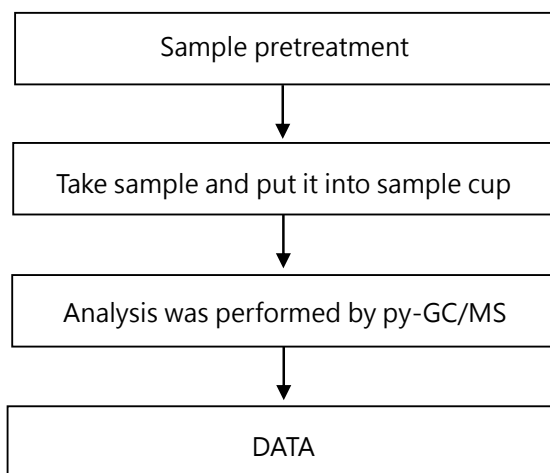 Sample pretreatment
Take sample and put it into sample cup
Analysis was performed by py-GC/MS
DATA